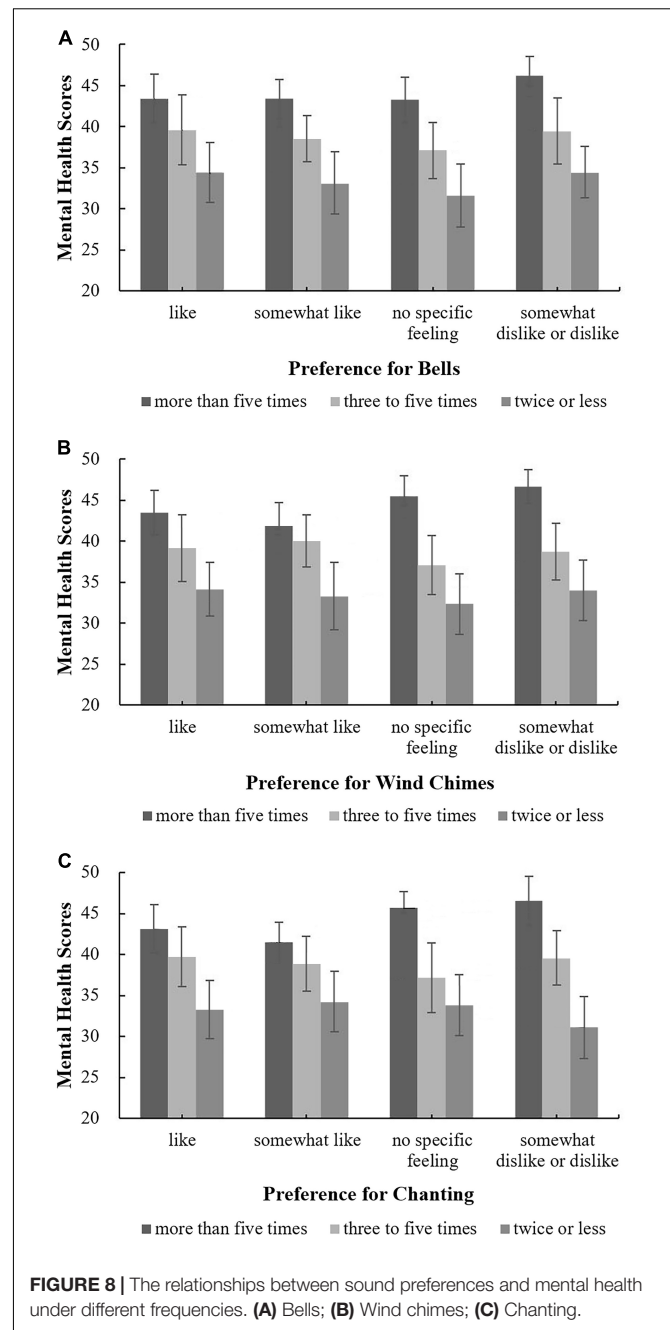 A
50
45
40
35
30
25
20
Mental Health Scores
like
somewhat like
no specific
feeling
somewhat
dislike or dislike
Preference for Bells
more than five times three to five times twice or less
B
50
45
40
35
30
25
20
Mental Health Scores
like
somewhat like
no specific
feeling
somewhat
dislike or dislike
Preference for Wind Chimes
more than five times three to five times twice or less
C
50
45
40
35
30
25
20
Mental Health Scores
like
somewhat like
no specific
feeling
somewhat
dislike or dislike
Preference for Chanting
more than five times three to five times twice or less
FIGURE 8 | The relationships between sound preferences and mental health
under different frequencies. (A) Bells; (B) Wind chimes; (C) Chanting.